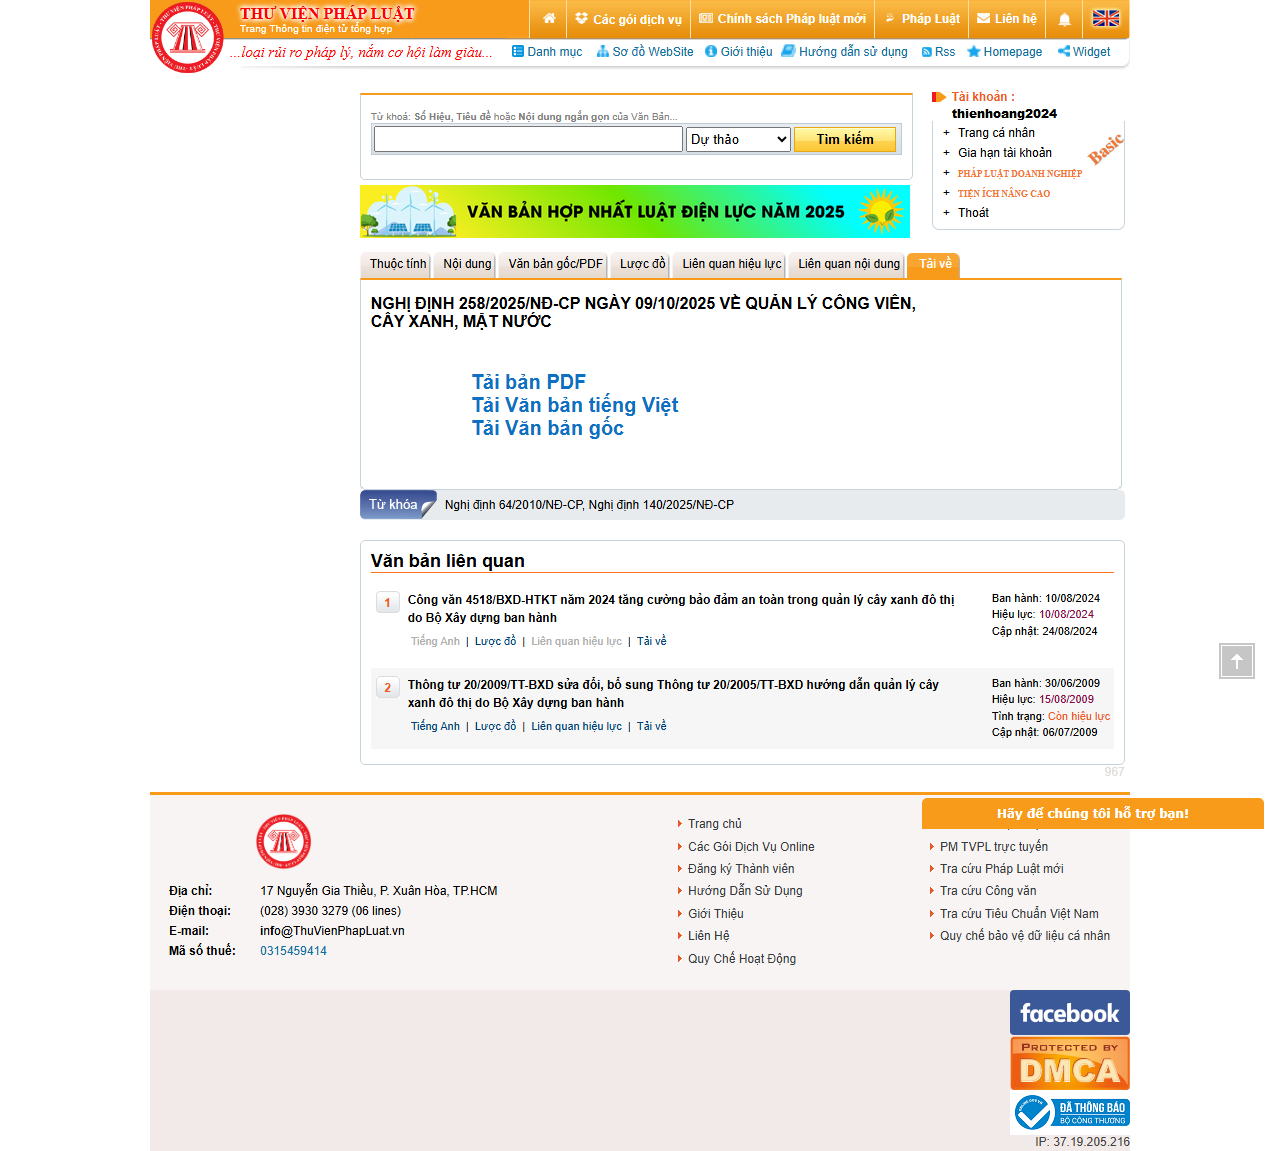 THƯ VIỆN PHÁP LUẬT
Trang Thông tin điện tử tổng hợp
Các gói dịch vụ
Chính sách Pháp luật mới
Pháp Luật
Liên hệ
...loại rủi ro pháp lý, nắm cơ hội làm giàu...
Danh mục
Sơ đồ WebSite
Giới thiệu
Hướng dẫn sử dụng
Rss
Homepage
Widget
Từ khoá: Số Hiệu, Tiêu đề hoặc Nội dung ngắn gọn của Văn Bản...
Dự thảo
Tìm kiếm
Tài khoản :
thienhoang2024
+ Trang cá nhân
+ Gia hạn tài khoản
+ PHÁP LUẬT DOANH NGHIỆP
+ TIỆN ÍCH NÂNG CAO
+ Thoát
Basic
VĂN BẢN HỢP NHẤT LUẬT ĐIỆN LỰC NĂM 2025
Thuộc tính
Nội dung
Văn bản gốc/PDF
Lược đồ
Liên quan hiệu lực
Liên quan nội dung
Tải về
NGHỊ ĐỊNH 258/2025/NĐ-CP NGÀY 09/10/2025 VỀ QUẢN LÝ CÔNG VIÊN,
CÂY XANH, MẶT NƯỚC
Tải bản PDF
Tải Văn bản tiếng Việt
Tải Văn bản gốc
Từ khóa
Nghị định 64/2010/NĐ-CP, Nghị định 140/2025/NĐ-CP
Văn bản liên quan
1
Công văn 4518/BXD-HTKT năm 2024 tăng cường bảo đảm an toàn trong quản lý cây xanh đô thị
do Bộ Xây dựng ban hành
Tiếng Anh | Lược đồ | Liên quan hiệu lực | Tải về
Ban hành: 10/08/2024
Hiệu lực: 10/08/2024
Cập nhật: 24/08/2024
2
Thông tư 20/2009/TT-BXD sửa đổi, bổ sung Thông tư 20/2005/TT-BXD hướng dẫn quản lý cây
xanh đô thị do Bộ Xây dựng ban hành
Tiếng Anh | Lược đồ | Liên quan hiệu lực | Tải về
Ban hành: 30/06/2009
Hiệu lực: 15/08/2009
Tình trạng: Còn hiệu lực
Cập nhật: 06/07/2009
967
Hãy để chúng tôi hỗ trợ bạn!
Địa chỉ: 17 Nguyễn Gia Thiều, P. Xuân Hòa, TP.HCM
Điện thoại: (028) 3930 3279 (06 lines)
E-mail: info@ThuVienPhapLuat.vn
Mã số thuế: 0315459414
Trang chủ
Các Gói Dịch Vụ Online
Đăng ký Thành viên
Hướng Dẫn Sử Dụng
Giới Thiệu
Liên Hệ
Quy Chế Hoạt Động
PM TVPL trực tuyến
Tra cứu Pháp Luật mới
Tra cứu Công văn
Tra cứu Tiêu Chuẩn Việt Nam
Quy chế bảo vệ dữ liệu cá nhân
facebook
PROTECTED BY
DMCA
ĐÃ THÔNG BÁO
BỘ CÔNG THƯƠNG
IP: 37.19.205.216